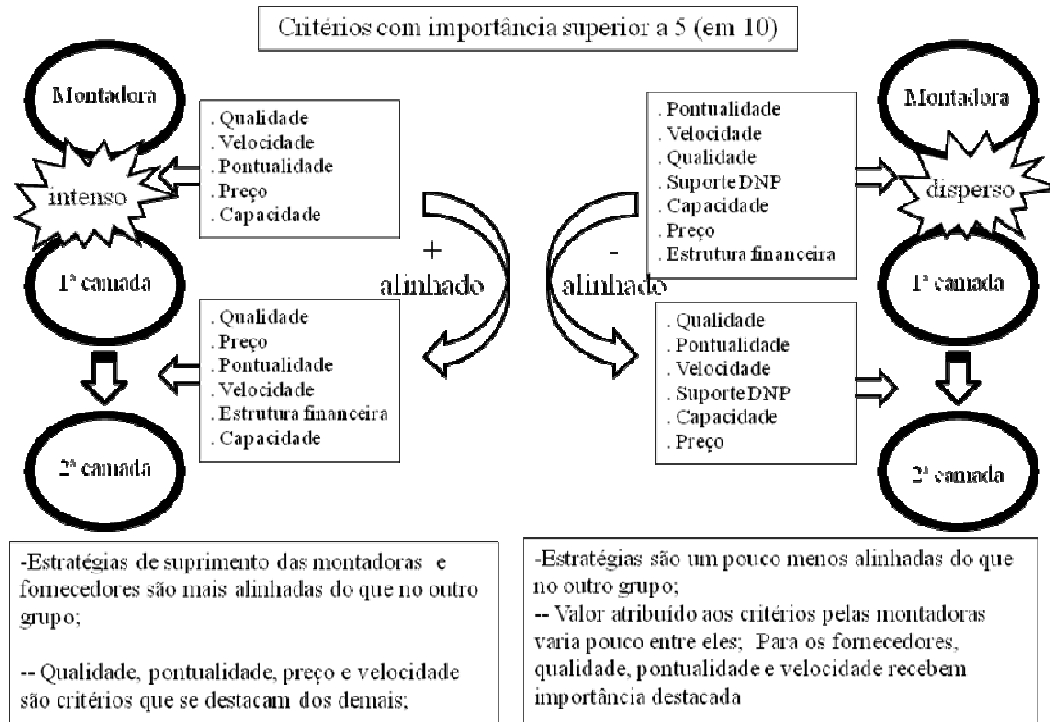 Critérios com importância superior a 5 (em 10)
Montadora
intenso
1ª camada
2ª camada
. Qualidade
. Velocidade
. Pontualidade
. Preço
. Capacidade
+
alinhado
. Qualidade
. Preço
. Pontualidade
. Velocidade
. Estrutura financeira
. Capacidade
-Estratégias de suprimento das montadoras e
fornecedores são mais alinhadas do que no outro
grupo;
-- Qualidade, pontualidade, preço e velocidade
são critérios que se destacam dos demais;
. Pontualidade
. Velocidade
. Qualidade
. Suporte DNP
. Capacidade
. Preço
. Estrutura financeira
-
alinhado
. Qualidade
. Pontualidade
. Velocidade
. Suporte DNP
. Capacidade
. Preço
Montadora
disperso
1ª camada
2ª camada
-Estratégias são um pouco menos alinhadas do que
no outro grupo;
-- Valor atribuído aos critérios pelas montadoras
varia pouco entre eles; Para os fornecedores,
qualidade, pontualidade e velocidade recebem
importância destacada